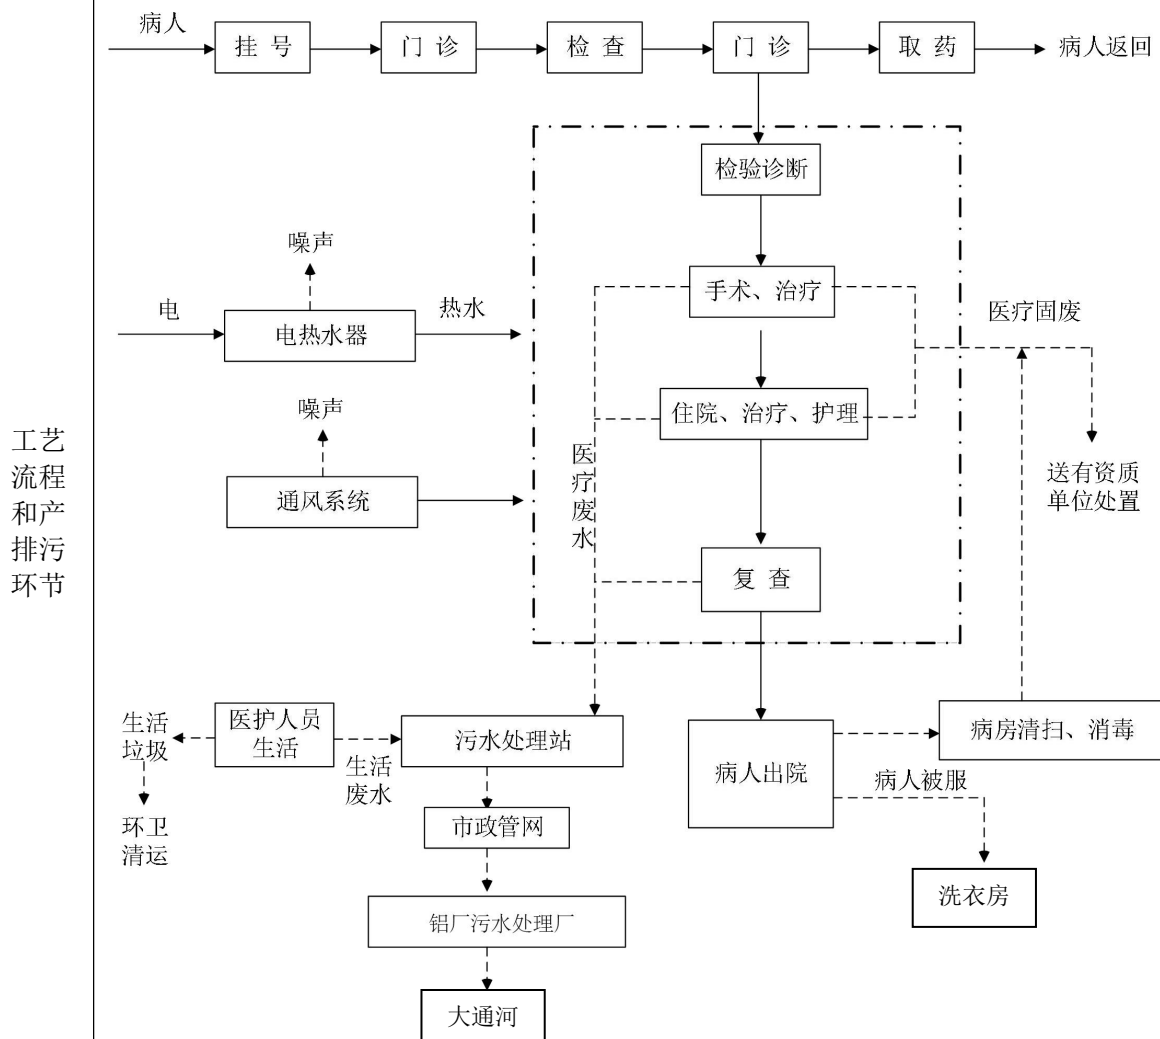 病人
挂 号
门 诊
检 查
门 诊
取 药
病人返回
检验诊断
噪声
手术、治疗
电
热水
医疗固废
电热水器
住院、治疗、护理
噪声
工艺
流程
和产
排污
环节
医
疗
废
水
送有资质
单位处置
通风系统
复 查
生活
垃圾
医护人员
生活
污水处理站
生活
废水
病人出院
病房清扫、消毒
病人被服
环卫
清运
市政管网
洗衣房
铝厂污水处理厂
大通河